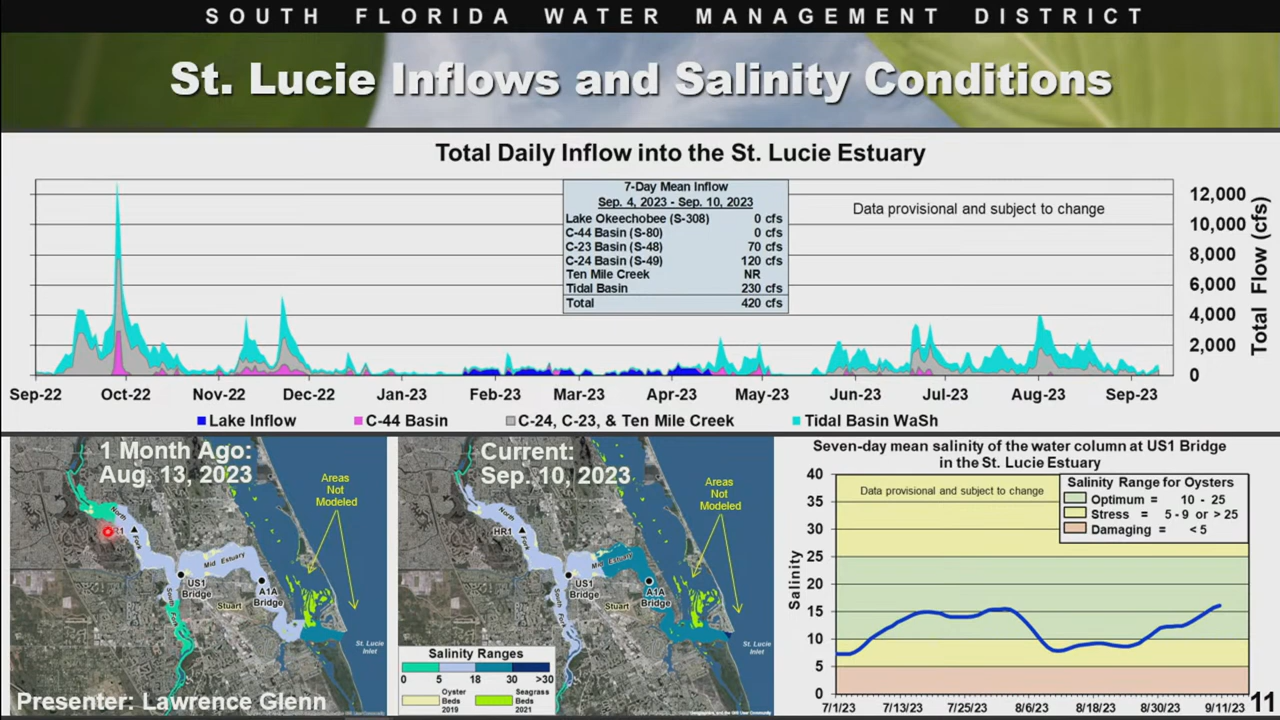 SOUTH FLORIDA WATER MANAGEMENT DISTRICT
St. Lucie Inflows and Salinity Conditions
Total Daily Inflow into the St. Lucie Estuary
7-Day Mean Inflow
Sep. 4, 2023 - Sep. 10, 2023
Lake Okeechobee (S-308) 0 cfs
C-44 Basin (S-80) 0 cfs
C-23 Basin (S-48) 70 cfs
C-24 Basin (S-49) 120 cfs
Ten Mile Creek NR
Tidal Basin 230 cfs
Total 420 cfs
Data provisional and subject to change
12,000
10,000
8,000
6,000
4,000
2,000
0
Total Flow (cfs)
Sep-22 Oct-22 Nov-22 Dec-22 Jan-23 Feb-23 Mar-23 Apr-23 May-23 Jun-23 Jul-23 Aug-23 Sep-23
Lake Inflow C-44 Basin C-24, C-23, & Ten Mile Creek Tidal Basin WaSh
1 Month Ago:
Aug. 13, 2023
Areas
Not
Modeled
North
Fork
Mid Estuary
US1
Bridge
A1A
Bridge
South Fork
Stuart
St. Lucie
Inlet
Presenter: Lawrence Glenn
Current:
Sep. 10, 2023
Areas
Not
Modeled
North
HR1
Fork
Mid Estuary
US1
Bridge
A1A
Bridge
South Fork
Stuart
St. Lucie
Inlet
Salinity Ranges
0 5 18 30 >30
Oyster
Beds
2019
Seagrass
Beds
2021
Seven-day mean salinity of the water column at US1 Bridge
in the St. Lucie Estuary
Data provisional and subject to change
Salinity Range for Oysters
Optimum = 10 - 25
Stress = 5 - 9 or > 25
Damaging = < 5
Salinity
40
35
30
25
20
15
10
5
0
7/1/23 7/13/23 7/25/23 8/6/23 8/18/23 8/30/23 9/11/23
11